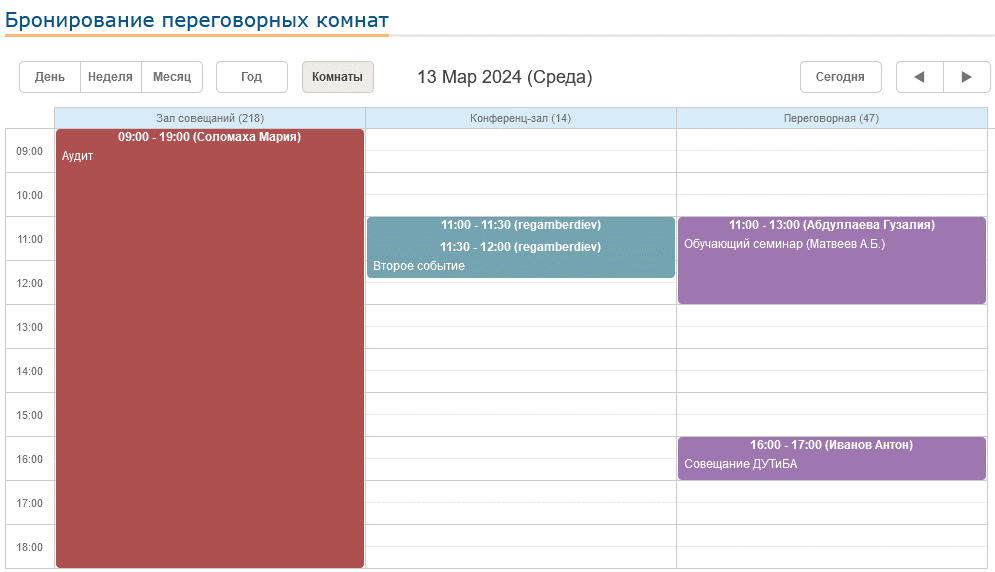 Бронирование переговорных комнат
День Неделя Месяц Год Комнаты 13 Мар 2024 (Среда) Сегодня
Зал совещаний (218) Конференц-зал (14) Переговорная (47)
09:00 - 19:00 (Соломаха Мария)
Аудит
11:00 - 11:30 (regamberdiev)
11:30 - 12:00 (regamberdiev)
Второе событие
11:00 - 13:00 (Абдуллаева Гузалия)
Обучающий семинар (Матвеев А.Б.)
16:00 - 17:00 (Иванов Антон)
Совещание ДУТиБА
09:00
10:00
11:00
12:00
13:00
14:00
15:00
16:00
17:00
18:00